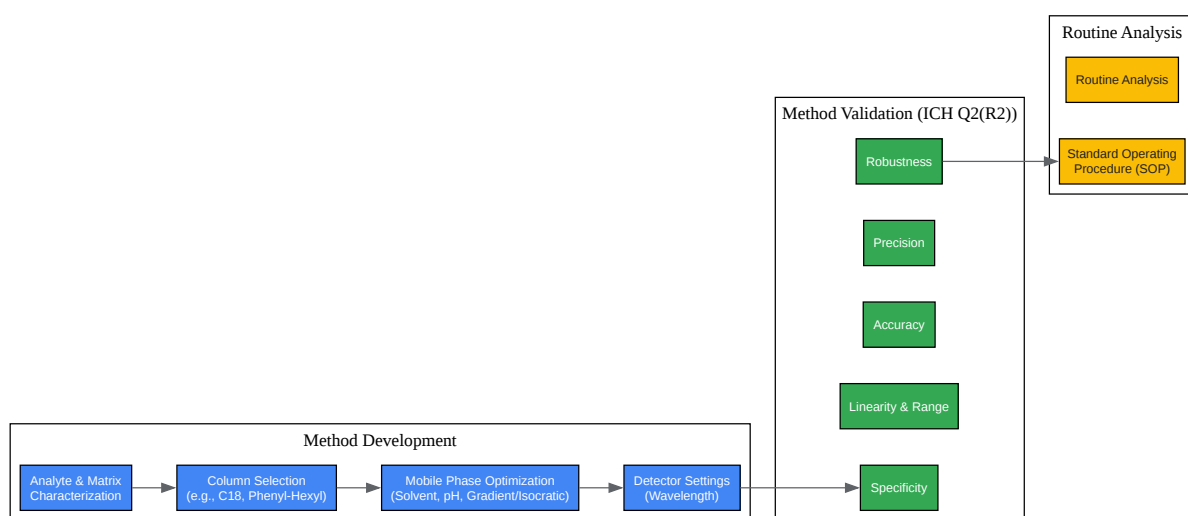 Routine Analysis
Routine Analysis
Standard Operating
Procedure (SOP)
Method Validation (ICH Q2(R2))
Robustness
Precision
Accuracy
Linearity & Range
Specificity
Method Development
Analyte & Matrix
Characterization
Column Selection
(e.g., C18, Phenyl-Hexyl)
Mobile Phase Optimization
(Solvent, pH, Gradient/Isocratic)
Detector Settings
(Wavelength)